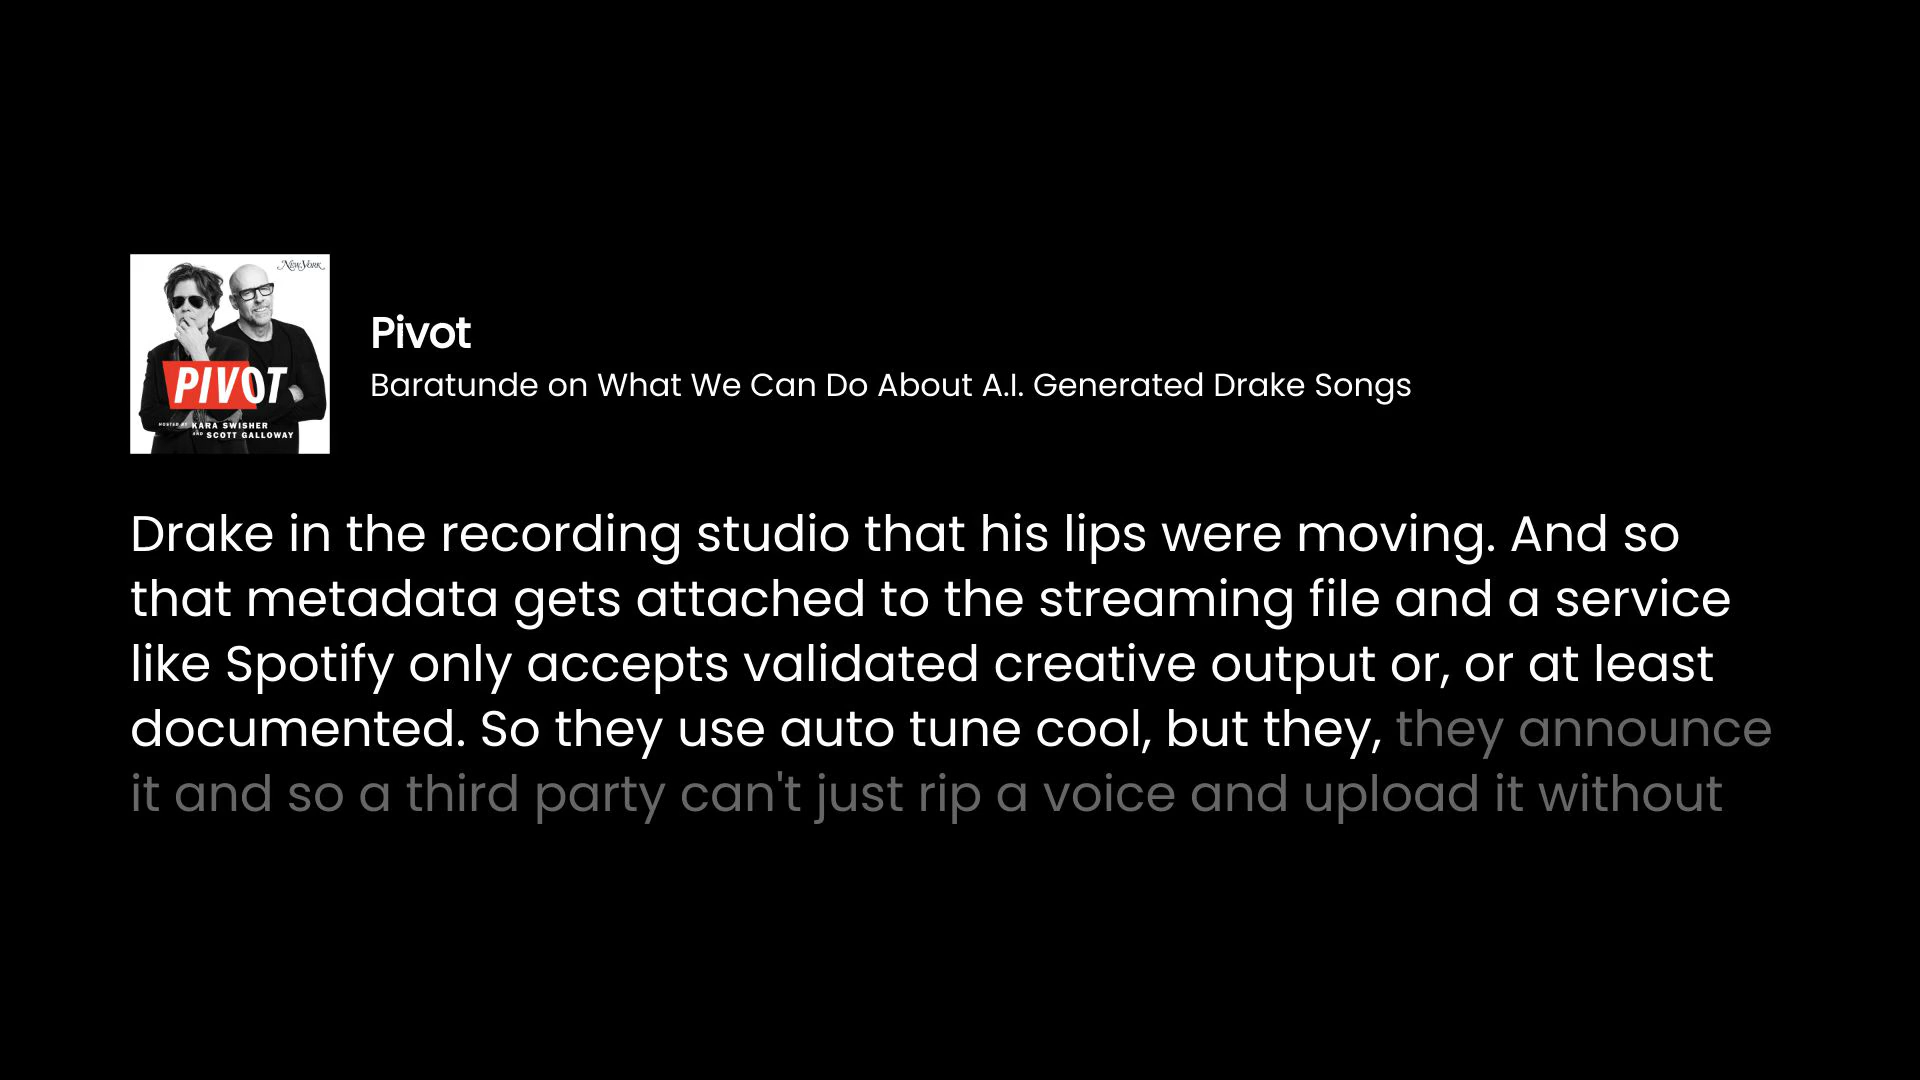 NEW YORK
PIVOT
HOSTED BY KARA SWISHER
AND SCOTT GALLOWAY
Pivot
Baratunde on What We Can Do About A.I. Generated Drake Songs
Drake in the recording studio that his lips were moving. And so
that metadata gets attached to the streaming file and a service
like Spotify only accepts validated creative output or, or at least
documented. So they use auto tune cool, but they, they announce
it and so a third party can't just rip a voice and upload it without